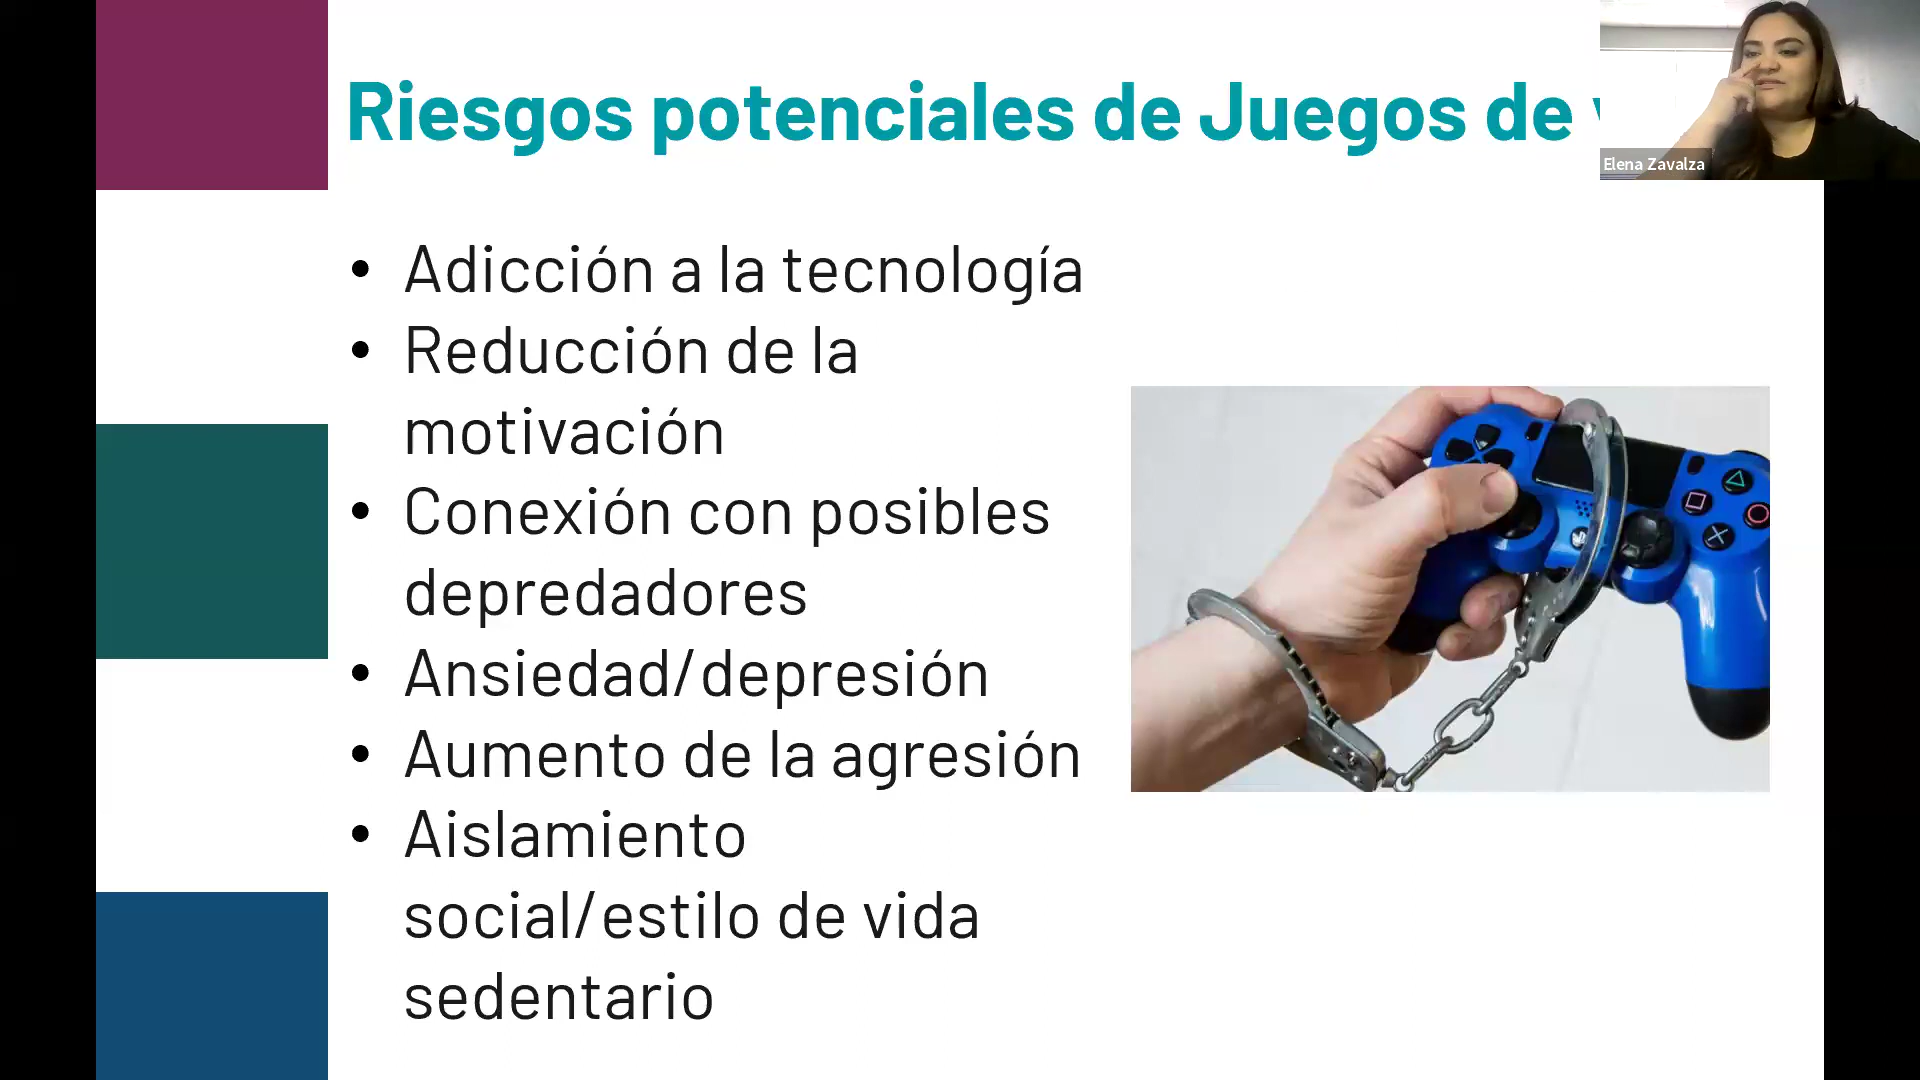 Riesgos potenciales de Juegos de
Elena Zavalza
• Adicción a la tecnología
• Reducción de la
motivación
• Conexión con posibles
depredadores
• Ansiedad/depresión
• Aumento de la agresión
• Aislamiento
social/estilo de vida
sedentario